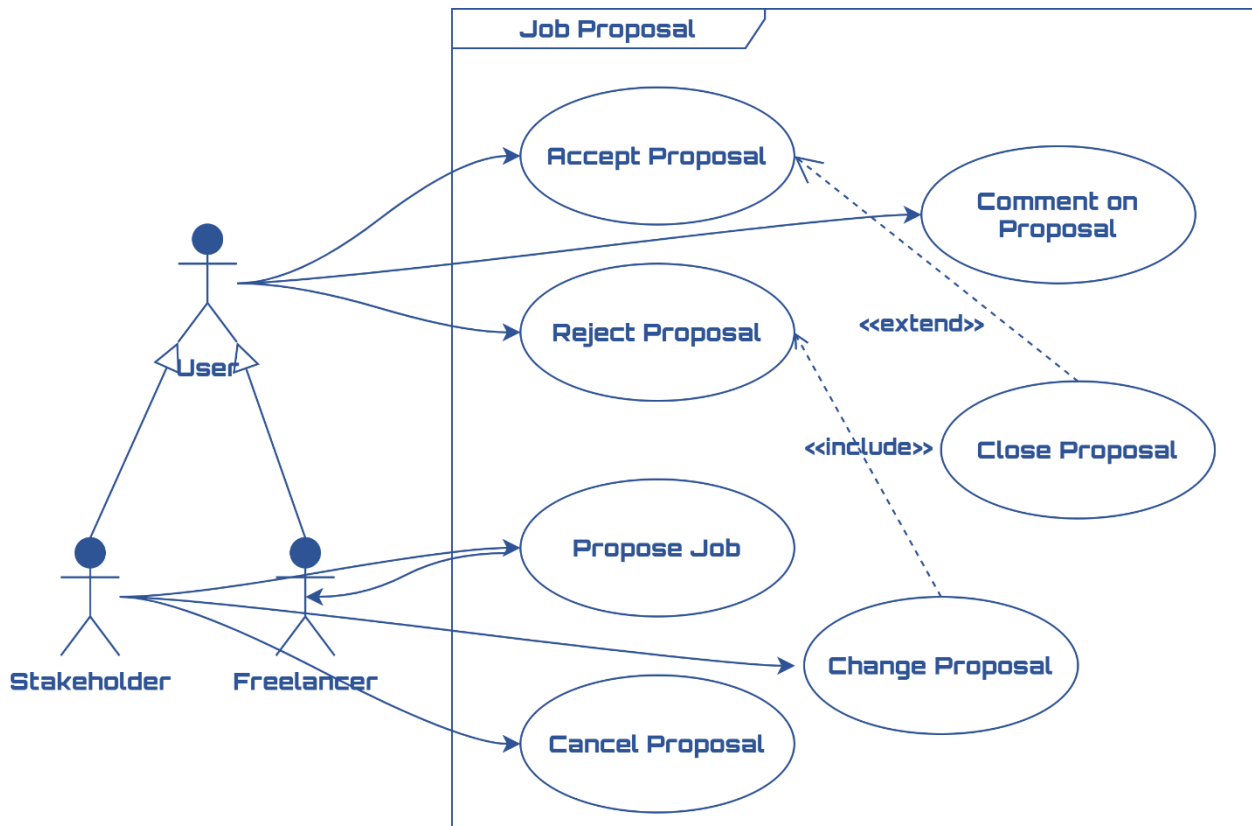 Job Proposal
Accept Proposal
Comment on
Proposal
<<extend>>
Reject Proposal
User
<<include>>
Close Proposal
Propose Job
Change Proposal
Stakeholder
Freelancer
Cancel Proposal